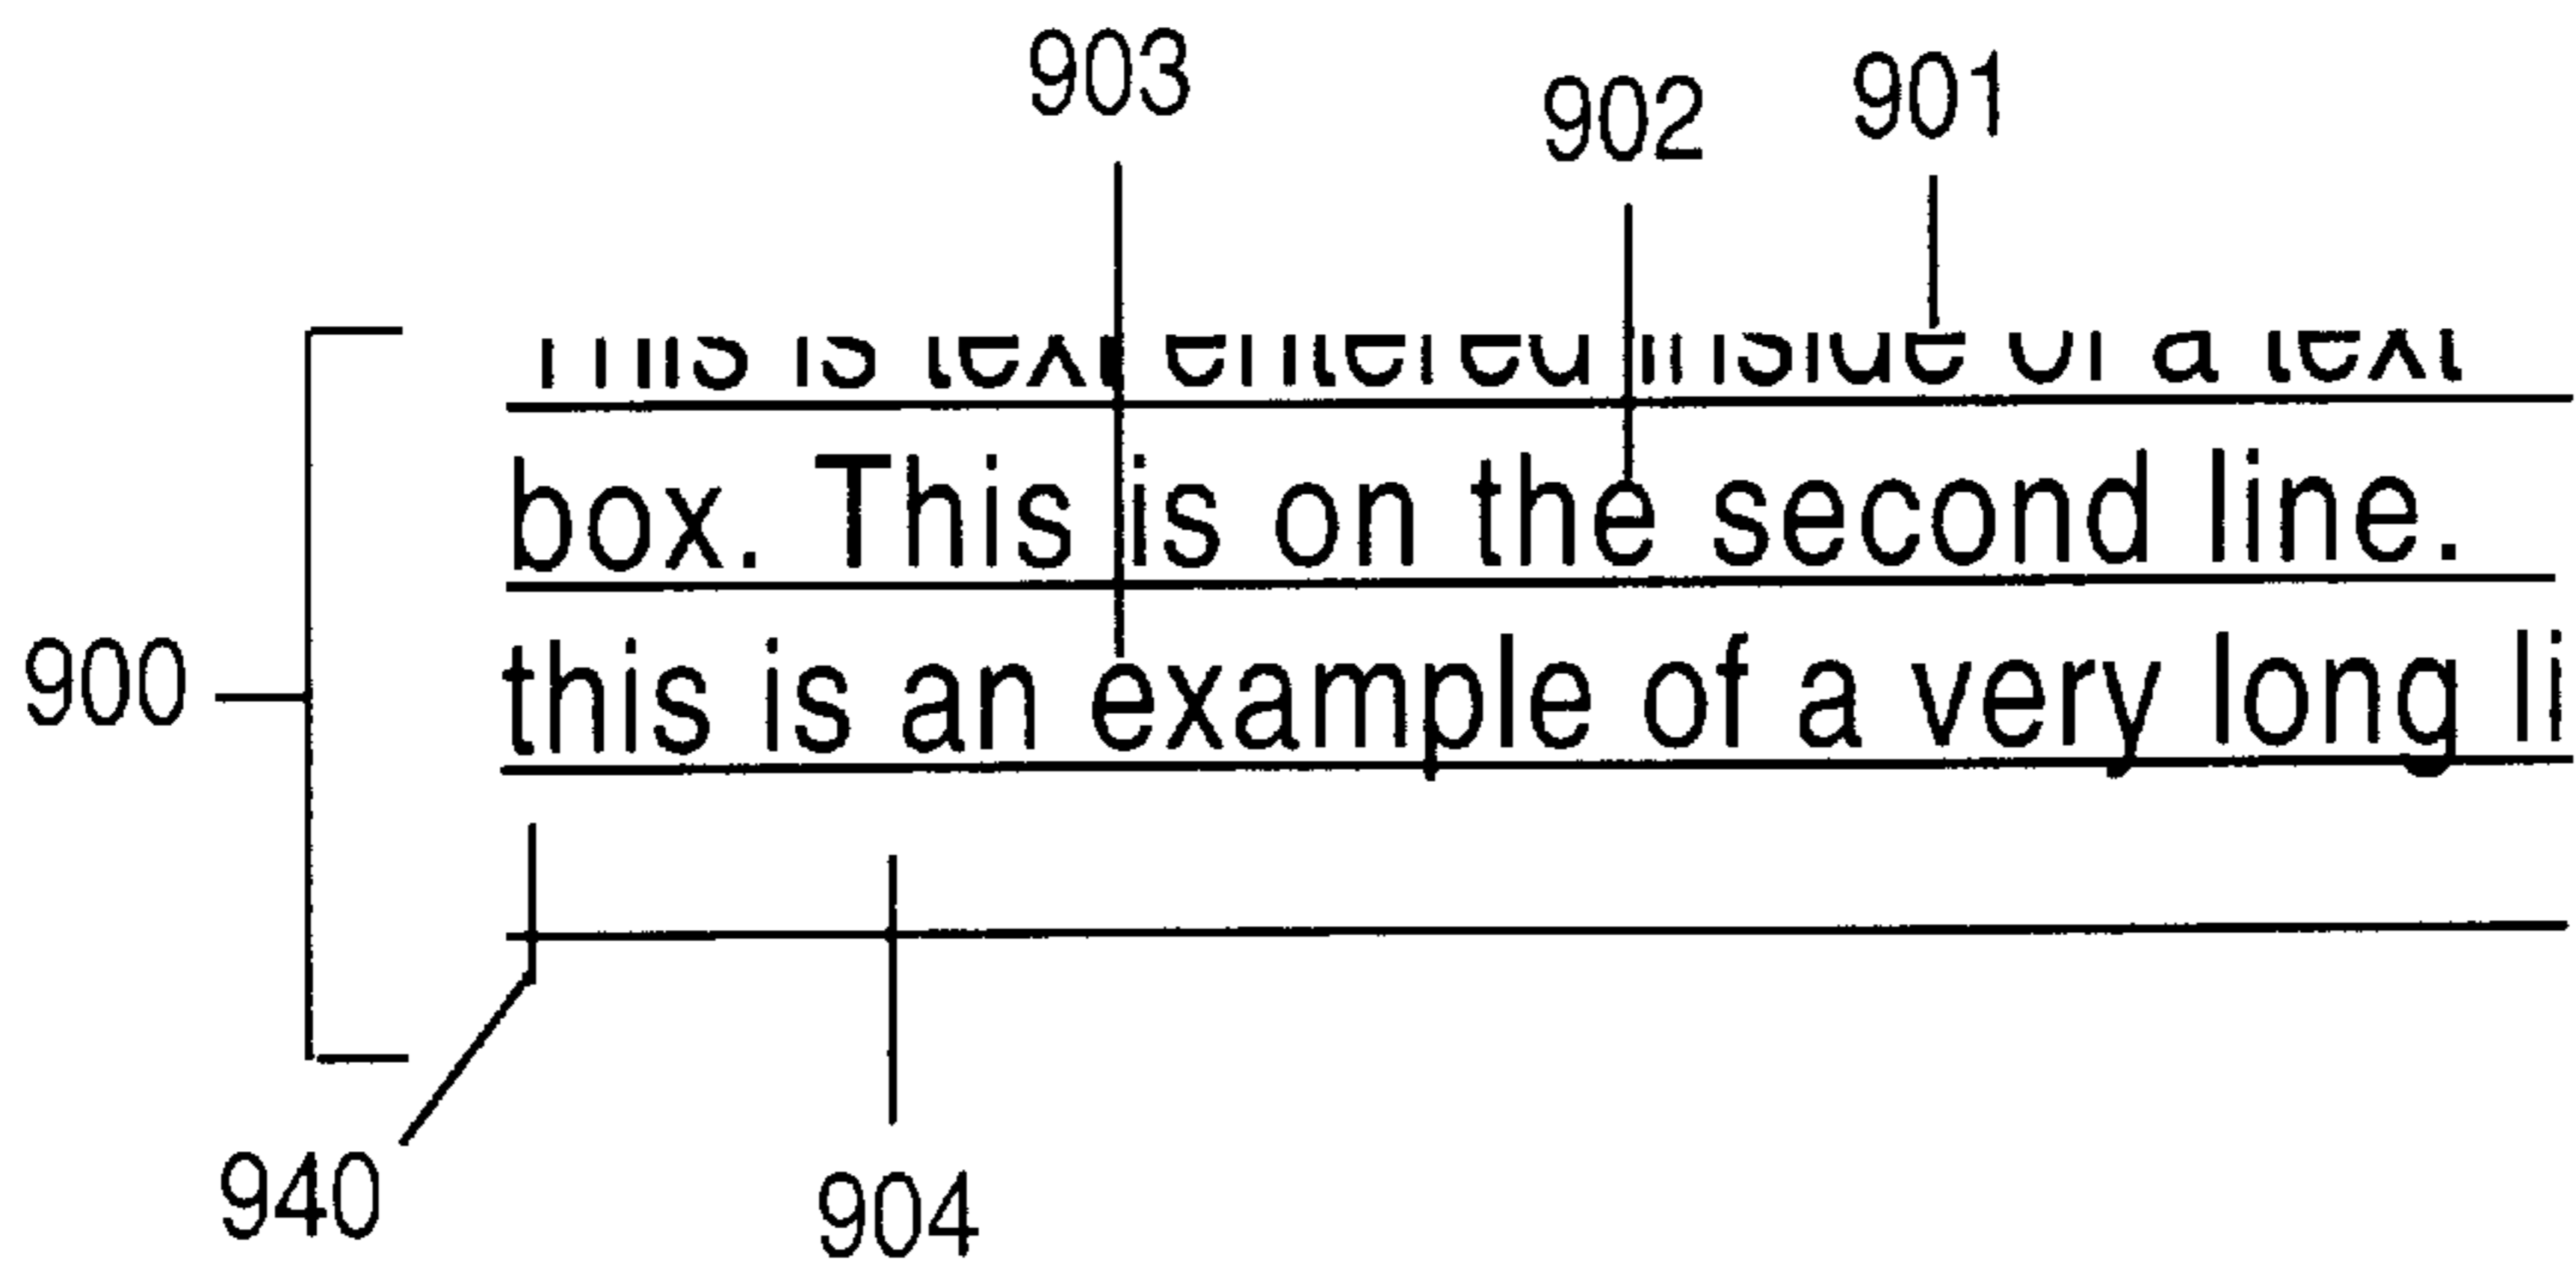 903 902 901
This is text entered inside of a text
box. This is on the second line.
900
this is an example of a very long li
940
904